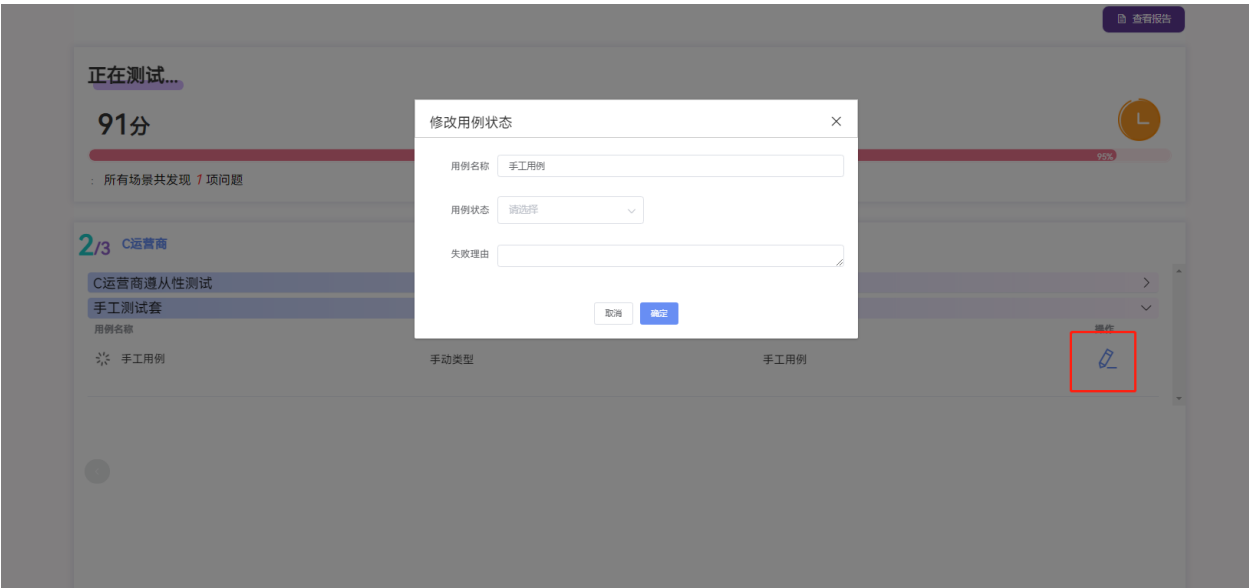 查看报告
正在测试...
91分
95%
: 所有场景共发现 1 项问题
修改用例状态
用例名称 手工用例
用例状态 请选择
失败理由
取消 确定
2/3 C运营商
C运营商遵从性测试
手工测试套
用例名称 操作
手工用例 手动类型 手工用例